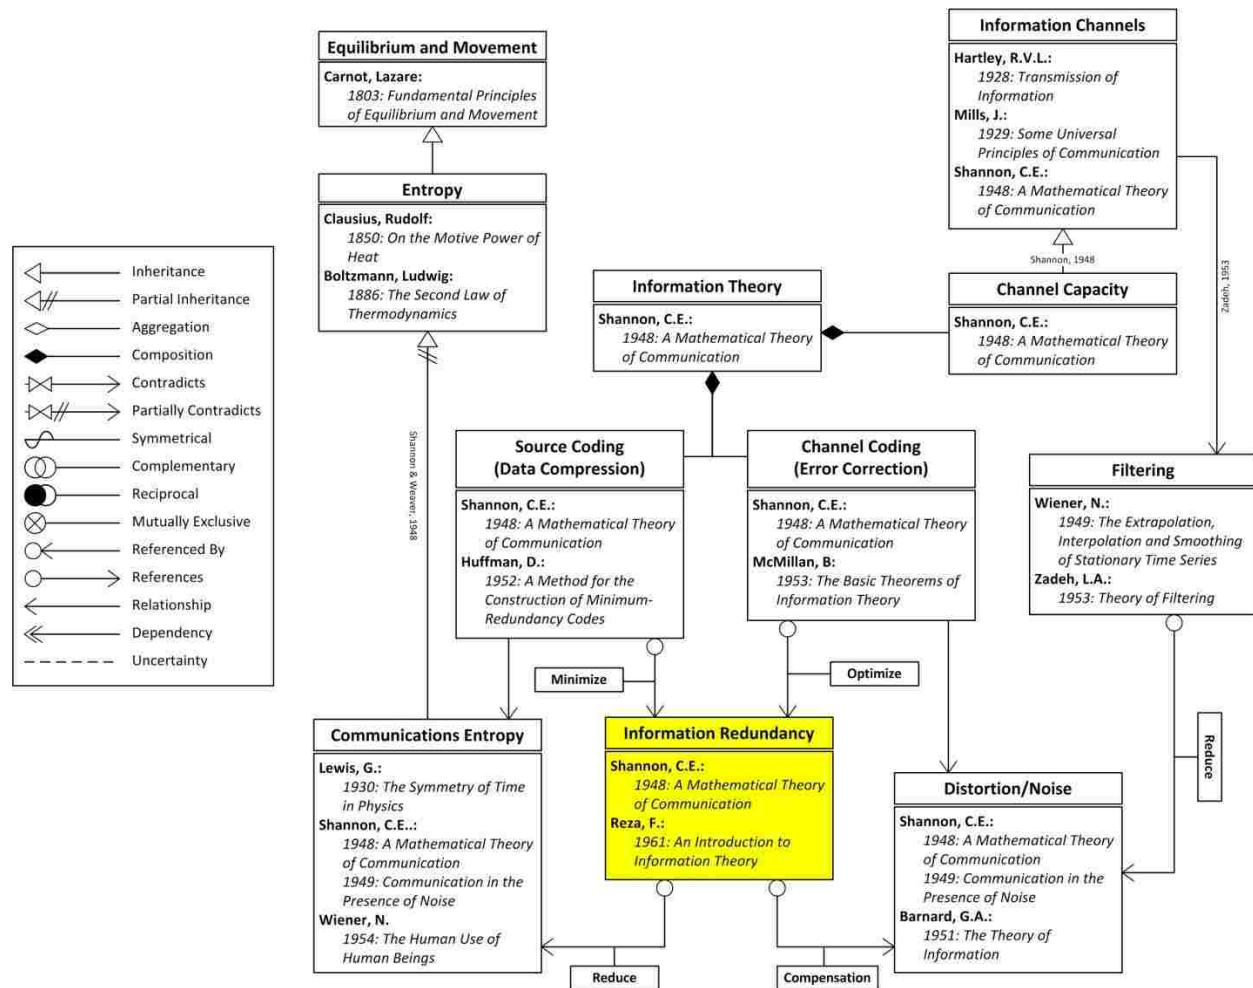 Information Channels
Hartley, R.V.L.:
1928: Transmission of
Information
Mills, J.:
1929: Some Universal
Principles of Communication
Shannon, C.E.:
1948: A Mathematical Theory
of Communication
Equilibrium and Movement
Carnot, Lazare:
1803: Fundamental Principles
of Equilibrium and Movement
Entropy
Clausius, Rudolf:
1850: On the Motive Power of
Heat
Boltzmann, Ludwig:
1886: The Second Law of
Thermodynamics
Shannon, 1948
Zadeh, 1953
Inheritance
Partial Inheritance
Aggregation
Composition
Contradicts
Partially Contradicts
Symmetrical
Complementary
Reciprocal
Mutually Exclusive
Referenced By
References
Relationship
Dependency
Uncertainty
Information Theory
Shannon, C.E.:
1948: A Mathematical Theory
of Communication
Channel Capacity
Shannon, C.E.:
1948: A Mathematical Theory
of Communication
Shannon & Weaver, 1948
Source Coding
(Data Compression)
Shannon, C.E.:
1948: A Mathematical Theory
of Communication
Huffman, D.:
1952: A Method for the
Construction of Minimum-
Redundancy Codes
Channel Coding
(Error Correction)
Shannon, C.E.:
1948: A Mathematical Theory
of Communication
McMillan, B:
1953: The Basic Theorems of
Information Theory
Filtering
Wiener, N.:
1949: The Extrapolation,
Interpolation and Smoothing
of Stationary Time Series
Zadeh, L.A.:
1953: Theory of Filtering
Minimize
Optimize
Reduce
Communications Entropy
Lewis, G.:
1930: The Symmetry of Time
in Physics
Shannon, C.E..:
1948: A Mathematical Theory
of Communication
1949: Communication in the
Presence of Noise
Wiener, N.
1954: The Human Use of
Human Beings
Information Redundancy
Shannon, C.E.:
1948: A Mathematical Theory
of Communication
Reza, F.:
1961: An Introduction to
Information Theory
Distortion/Noise
Shannon, C.E.:
1948: A Mathematical Theory
of Communication
1949: Communication in the
Presence of Noise
Barnard, G.A.:
1951: The Theory of
Information
Reduce
Compensation